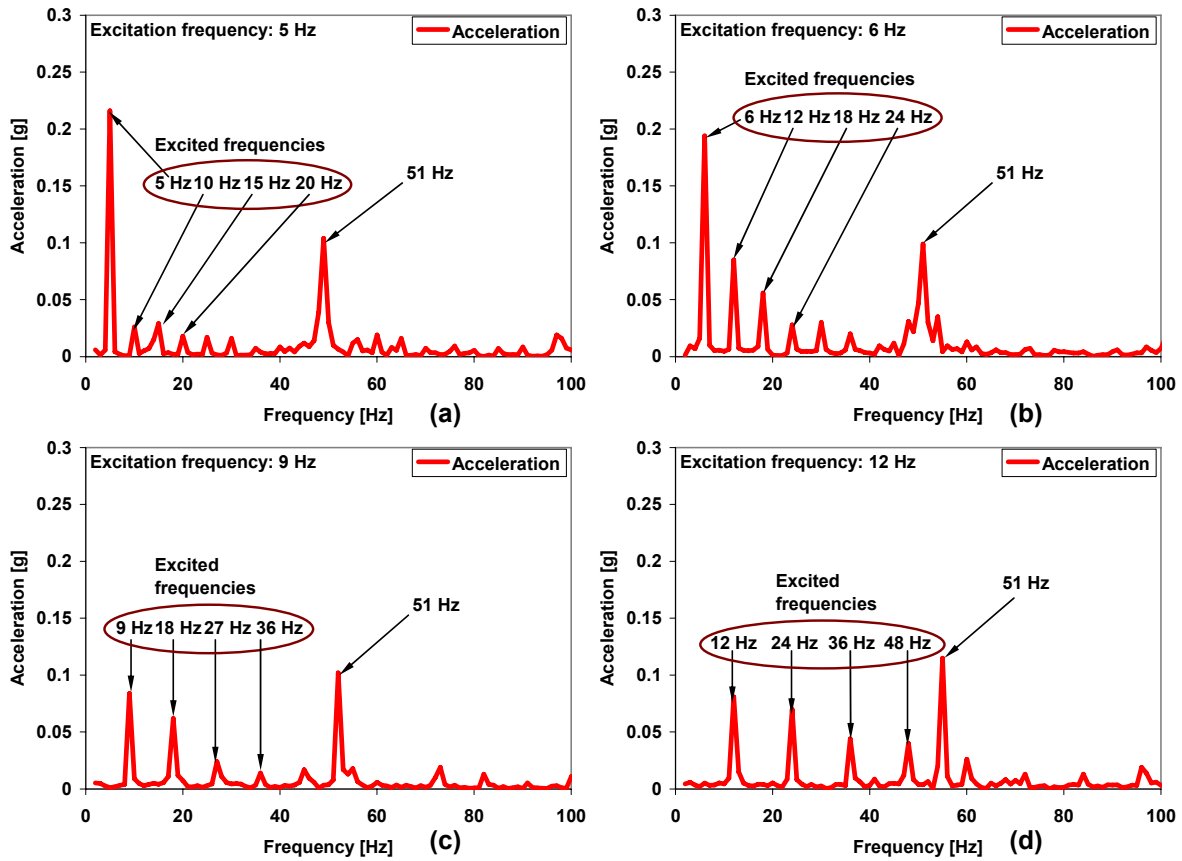 Excitation frequency: 5 Hz
Acceleration
Excited frequencies
5 Hz 10 Hz 15 Hz 20 Hz
51 Hz
Acceleration [g]
0.3
0.25
0.2
0.15
0.1
0.05
0
0 20 40 60 80 100
Frequency [Hz]
(a)
Excitation frequency: 6 Hz
Acceleration
Excited frequencies
6 Hz 12 Hz 18 Hz 24 Hz
51 Hz
Acceleration [g]
0.3
0.25
0.2
0.15
0.1
0.05
0
0 20 40 60 80 100
Frequency [Hz]
(b)
Excitation frequency: 9 Hz
Acceleration
Excited
frequencies
9 Hz 18 Hz 27 Hz 36 Hz
51 Hz
Acceleration [g]
0.3
0.25
0.2
0.15
0.1
0.05
0
0 20 40 60 80 100
Frequency [Hz]
(c)
Excitation frequency: 12 Hz
Acceleration
Excited
frequencies
12 Hz 24 Hz 36 Hz 48 Hz
51 Hz
Acceleration [g]
0.3
0.25
0.2
0.15
0.1
0.05
0
0 20 40 60 80 100
Frequency [Hz]
(d)